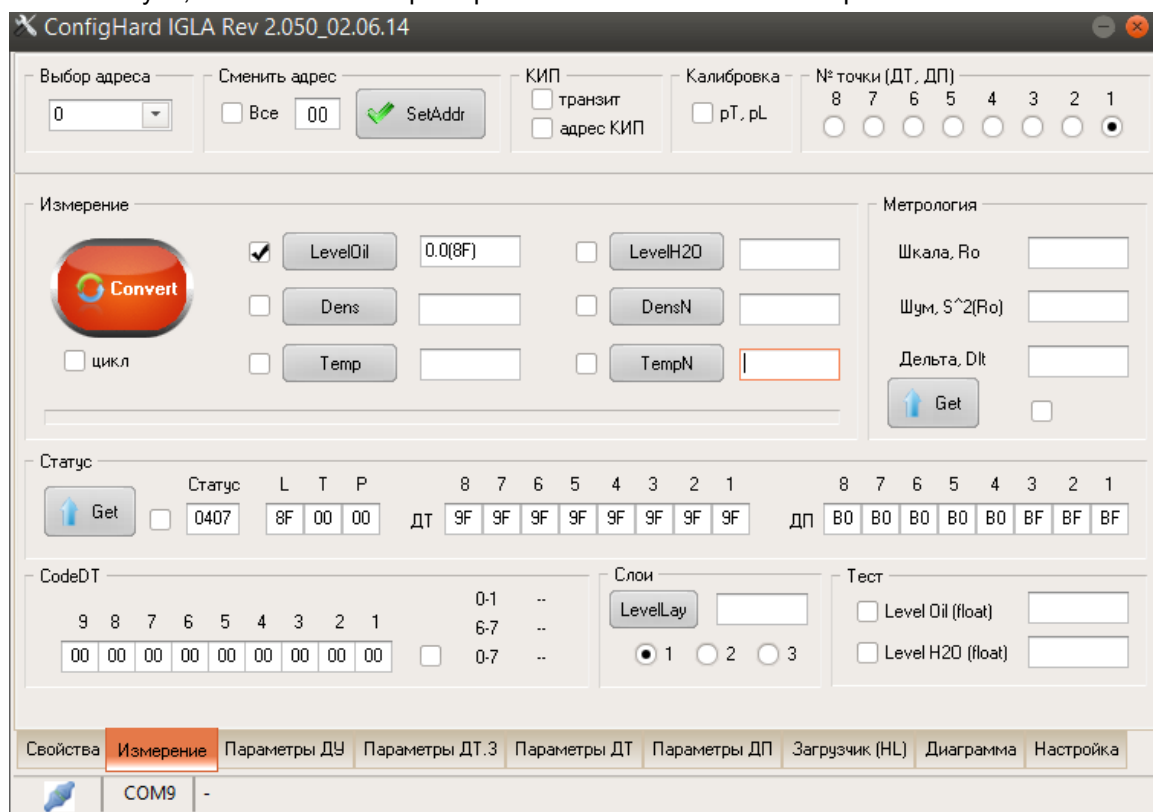 ConfigHard IGLA Rev 2.050_02.06.14
Выбор адреса Сменить адрес КИП Калибровка № точки (ДТ, ДП)
8 7 6 5 4 3 2 1
0 Все 00 SetAddr транзит адрес КИП pT, pL
Измерение Метрология
Convert LevelOil 0.0(8F) LevelH2O Шкала, Ro
Dens DensN Шум, S^2(Ro)
цикл Temp TempN Дельта, Dlt
Get
Статус
Статус L T P 8 7 6 5 4 3 2 1 8 7 6 5 4 3 2 1
Get 0407 8F 00 00 ДТ 9F 9F 9F 9F 9F 9F 9F 9F ДП B0 B0 B0 B0 B0 BF BF BF
CodeDT Слои Тест
9 8 7 6 5 4 3 2 1 0-1 -- LevelLay Level Oil (float)
6-7 --
00 00 00 00 00 00 00 00 00 0-7 -- 1 2 3 Level H2O (float)
Свойства Измерение Параметры ДУ Параметры ДТ.3 Параметры ДТ Параметры ДП Загрузчик (HL) Диаграмма Настройка
COM9 -